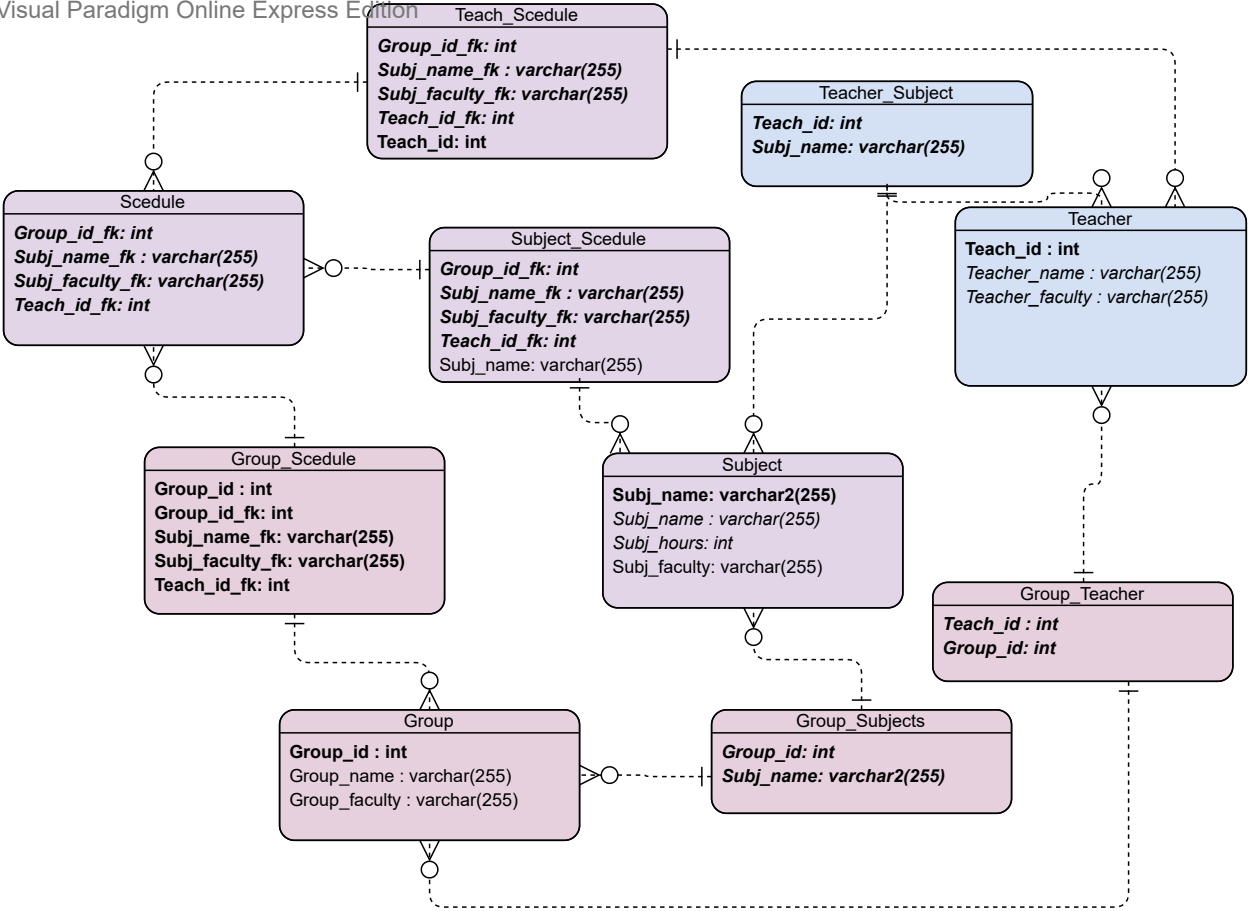 Visual Paradigm Online Express Edition
Teach_Scedule
Group_id_fk: int
Subj_name_fk : varchar(255)
Subj_faculty_fk: varchar(255)
Teach_id_fk: int
Teach_id: int
Teacher_Subject
Teach_id: int
Subj_name: varchar(255)
Scedule
Group_id_fk: int
Subj_name_fk : varchar(255)
Subj_faculty_fk: varchar(255)
Teach_id_fk: int
Subject_Scedule
Group_id_fk: int
Subj_name_fk : varchar(255)
Subj_faculty_fk: varchar(255)
Teach_id_fk: int
Subj_name: varchar(255)
Teacher
Teach_id : int
Teacher_name : varchar(255)
Teacher_faculty : varchar(255)
Group_Scedule
Group_id : int
Group_id_fk: int
Subj_name_fk: varchar(255)
Subj_faculty_fk: varchar(255)
Teach_id_fk: int
Subject
Subj_name: varchar2(255)
Subj_name : varchar(255)
Subj_hours: int
Subj_faculty: varchar(255)
Group_Teacher
Teach_id : int
Group_id: int
Group
Group_id : int
Group_name : varchar(255)
Group_faculty : varchar(255)
Group_Subjects
Group_id: int
Subj_name: varchar2(255)